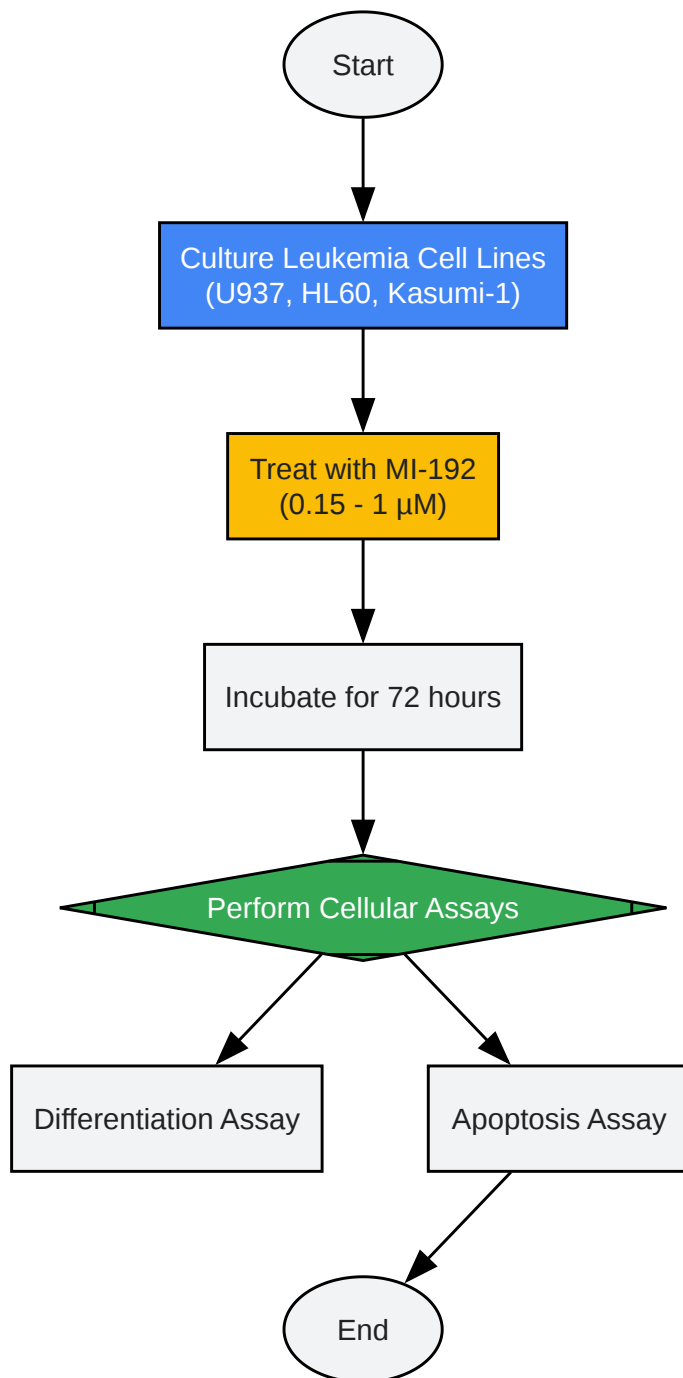 Start
Culture Leukemia Cell Lines
(U937, HL60, Kasumi-1)
Treat with MI-192
(0.15 - 1 µM)
Incubate for 72 hours
Perform Cellular Assays
Differentiation Assay
Apoptosis Assay
End